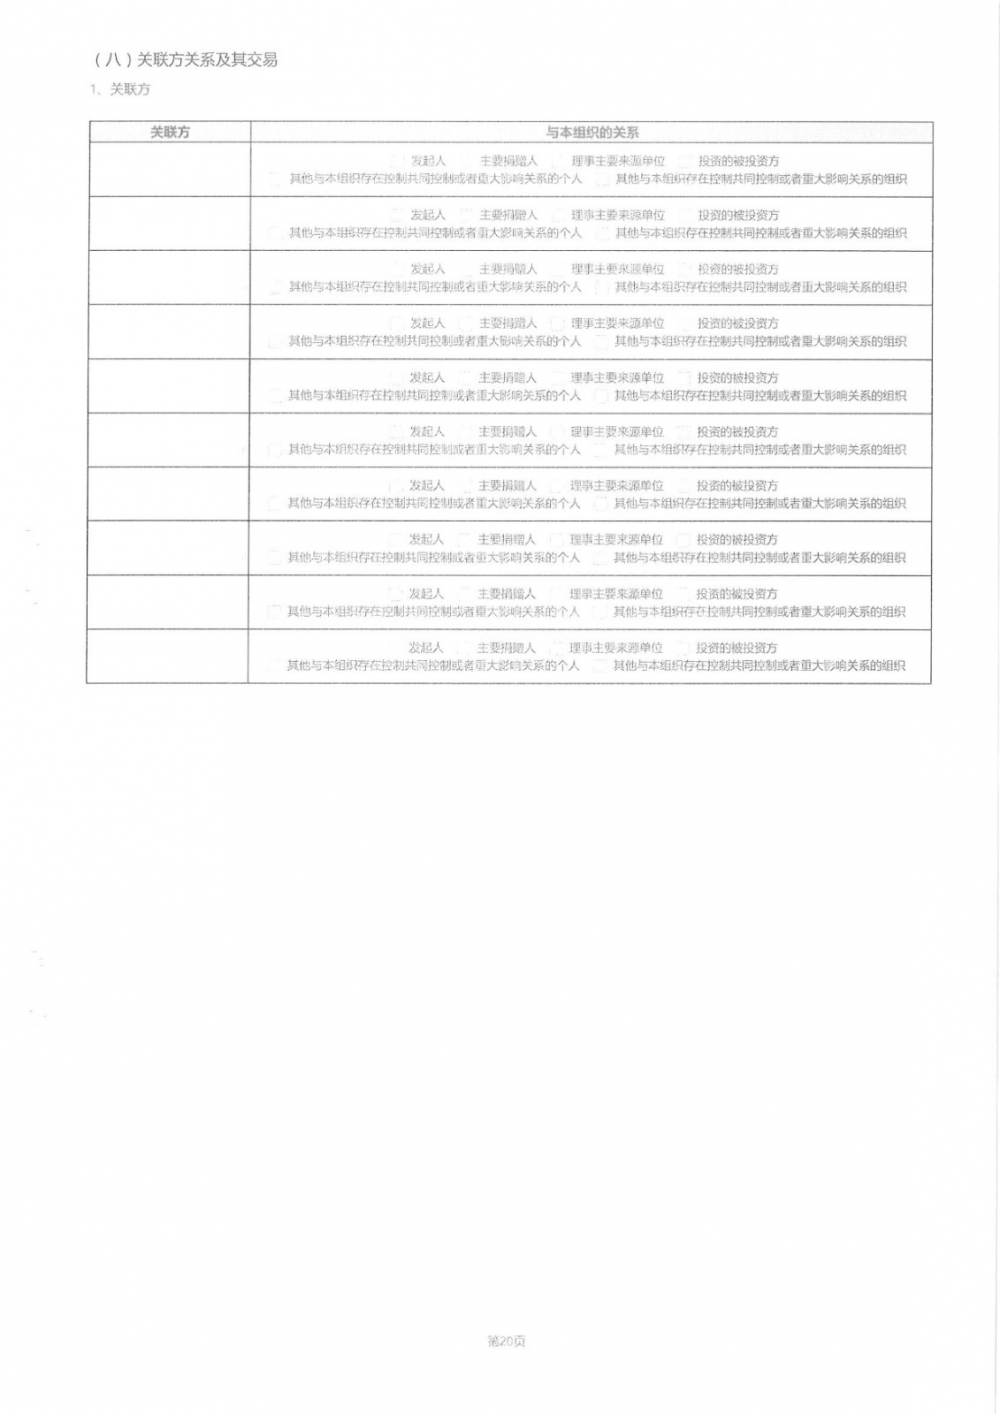 （八）关联方关系及其交易
1、关联方
关联方 与本组织的关系
发起人 主要捐赠人 理事主要来源单位 投资的被投资方
其他与本组织存在控制共同控制或者重大影响关系的个人 其他与本组织存在控制共同控制或者重大影响关系的组织
发起人 主要捐赠人 理事主要来源单位 投资的被投资方
其他与本组织存在控制共同控制或者重大影响关系的个人 其他与本组织存在控制共同控制或者重大影响关系的组织
发起人 主要捐赠人 理事主要来源单位 投资的被投资方
其他与本组织存在控制共同控制或者重大影响关系的个人 其他与本组织存在控制共同控制或者重大影响关系的组织
发起人 主要捐赠人 理事主要来源单位 投资的被投资方
其他与本组织存在控制共同控制或者重大影响关系的个人 其他与本组织存在控制共同控制或者重大影响关系的组织
发起人 主要捐赠人 理事主要来源单位 投资的被投资方
其他与本组织存在控制共同控制或者重大影响关系的个人 其他与本组织存在控制共同控制或者重大影响关系的组织
发起人 主要捐赠人 理事主要来源单位 投资的被投资方
其他与本组织存在控制共同控制或者重大影响关系的个人 其他与本组织存在控制共同控制或者重大影响关系的组织
发起人 主要捐赠人 理事主要来源单位 投资的被投资方
其他与本组织存在控制共同控制或者重大影响关系的个人 其他与本组织存在控制共同控制或者重大影响关系的组织
发起人 主要捐赠人 理事主要来源单位 投资的被投资方
其他与本组织存在控制共同控制或者重大影响关系的个人 其他与本组织存在控制共同控制或者重大影响关系的组织
发起人 主要捐赠人 理事主要来源单位 投资的被投资方
其他与本组织存在控制共同控制或者重大影响关系的个人 其他与本组织存在控制共同控制或者重大影响关系的组织
发起人 主要捐赠人 理事主要来源单位 投资的被投资方
其他与本组织存在控制共同控制或者重大影响关系的个人 其他与本组织存在控制共同控制或者重大影响关系的组织
第20页